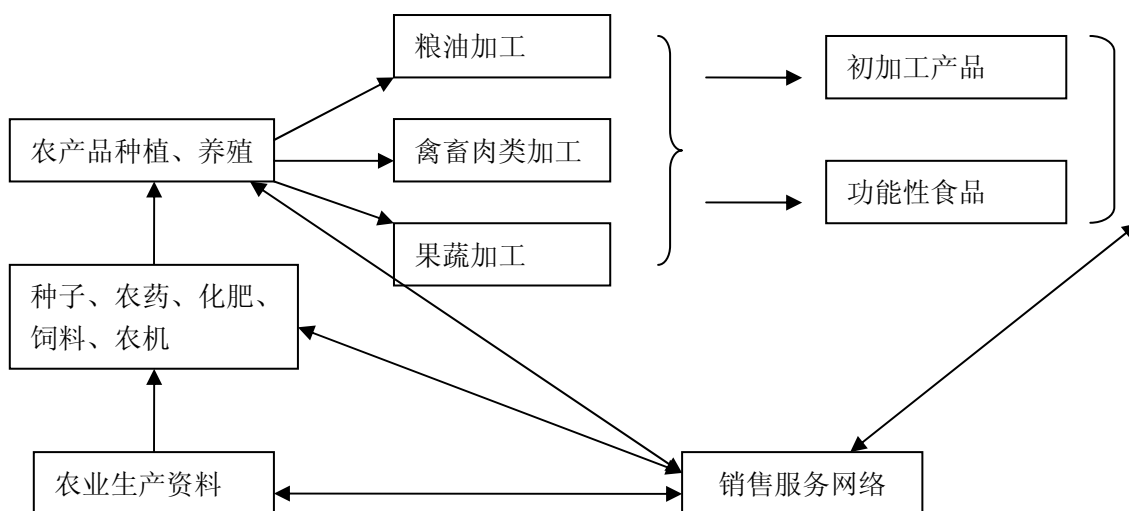 粮油加工
初加工产品
农产品种植、养殖
禽畜肉类加工
功能性食品
果蔬加工
种子、农药、化肥、
饲料、农机
农业生产资料
销售服务网络